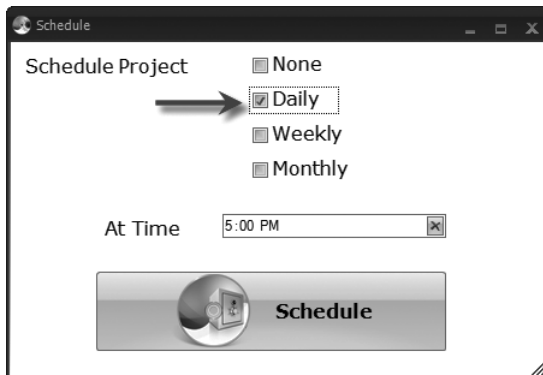 Schedule
Schedule Project
None
Daily
Weekly
Monthly
At Time
5:00 PM
Schedule